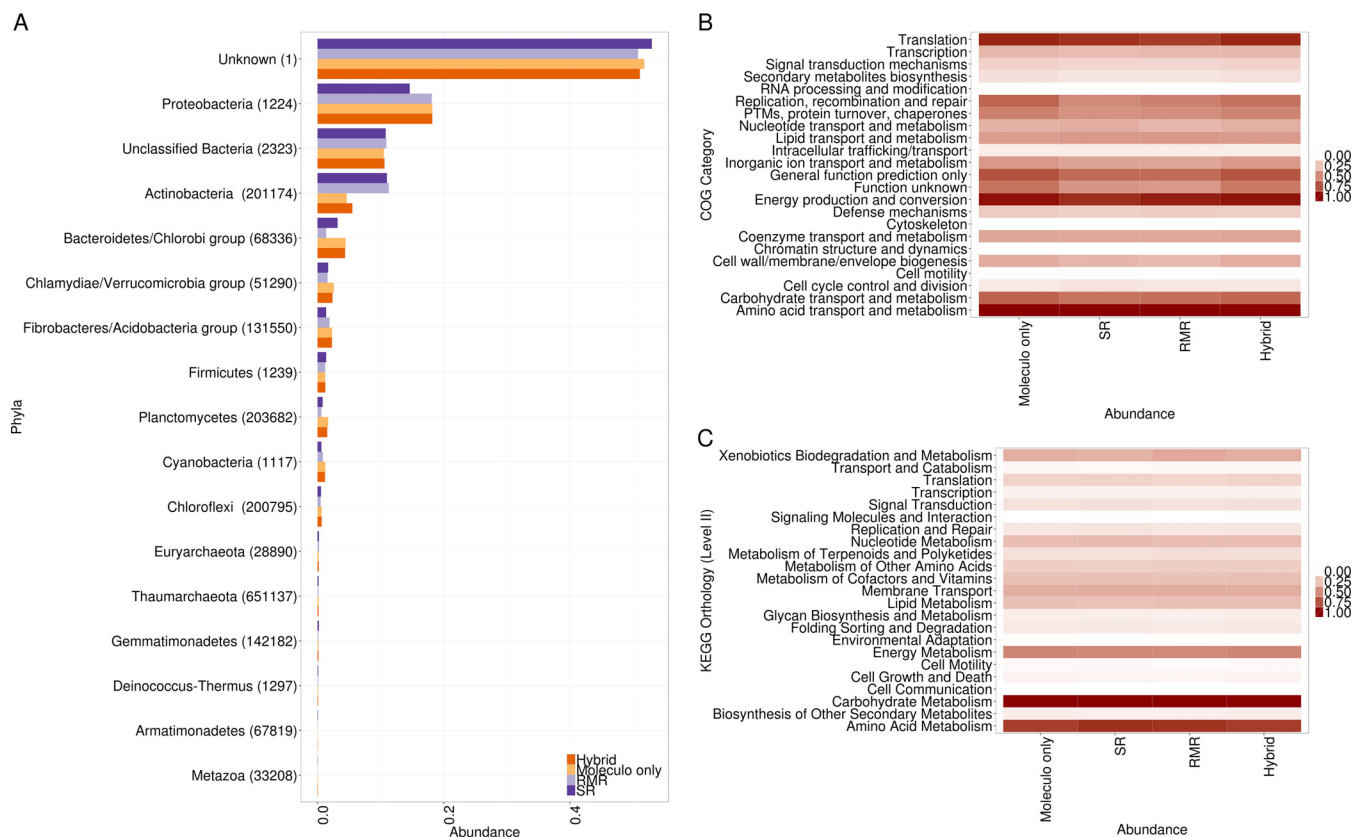 A
Unknown (1)
Proteobacteria (1224)
Unclassified Bacteria (2323)
Actinobacteria (201174)
Bacteroidetes/Chlorobi group (68336)
Chlamydiae/Verrucomicrobia group (51290)
Fibrobacteres/Acidobacteria group (131550)
Firmicutes (1239)
Planctomycetes (203682)
Cyanobacteria (1117)
Chloroflexi (200795)
Euryarchaeota (28890)
Thaumarchaeota (651137)
Gemmatimonadetes (142182)
Deinococcus-Thermus (1297)
Armatimonadetes (67819)
Metazoa (33208)
Phyla
Hybrid
Moleculo only
RMR
SR
0.0
0.2
0.4
Abundance
B
Translation
Transcription
Signal transduction mechanisms
Secondary metabolites biosynthesis
RNA processing and modification
Replication, recombination and repair
PTMs, protein turnover, chaperones
Nucleotide transport and metabolism
Lipid transport and metabolism
Intracellular trafficking/transport
Inorganic ion transport and metabolism
General function prediction only
Function unknown
Energy production and conversion
Defense mechanisms
Cytoskeleton
Coenzyme transport and metabolism
Chromatin structure and dynamics
Cell wall/membrane/envelope biogenesis
Cell motility
Cell cycle control and division
Carbohydrate transport and metabolism
Amino acid transport and metabolism
COG Category
0.00
0.25
0.50
0.75
1.00
Moleculo only
SR
RMR
Hybrid
Abundance
C
Xenobiotics Biodegradation and Metabolism
Transport and Catabolism
Translation
Transcription
Signal Transduction
Signaling Molecules and Interaction
Replication and Repair
Nucleotide Metabolism
Metabolism of Terpenoids and Polyketides
Metabolism of Other Amino Acids
Metabolism of Cofactors and Vitamins
Membrane Transport
Lipid Metabolism
Glycan Biosynthesis and Metabolism
Folding Sorting and Degradation
Environmental Adaptation
Energy Metabolism
Cell Motility
Cell Growth and Death
Cell Communication
Carbohydrate Metabolism
Biosynthesis of Other Secondary Metabolites
Amino Acid Metabolism
KEGG Orthology (Level II)
0.00
0.25
0.50
0.75
1.00
Moleculo only
SR
RMR
Hybrid
Abundance